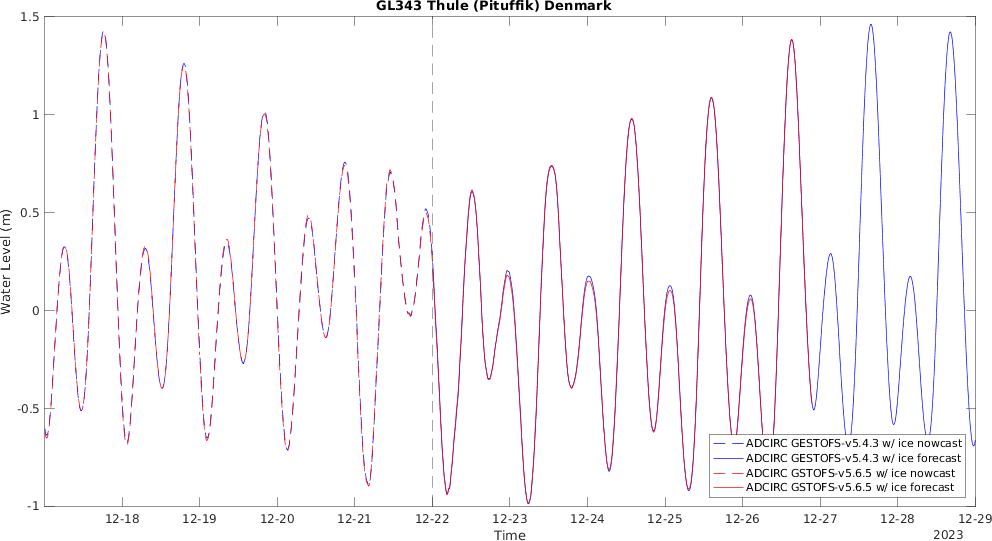 GL343 Thule (Pituffik) Denmark
1.5
1
0.5
0
-0.5
-1
Water Level (m)
ADCIRC GESTOFS-v5.4.3 w/ ice nowcast
ADCIRC GESTOFS-v5.4.3 w/ ice forecast
ADCIRC GSTOFS-v5.6.5 w/ ice nowcast
ADCIRC GSTOFS-v5.6.5 w/ ice forecast
12-18 12-19 12-20 12-21 12-22 12-23 12-24 12-25 12-26 12-27 12-28 12-29
Time
2023